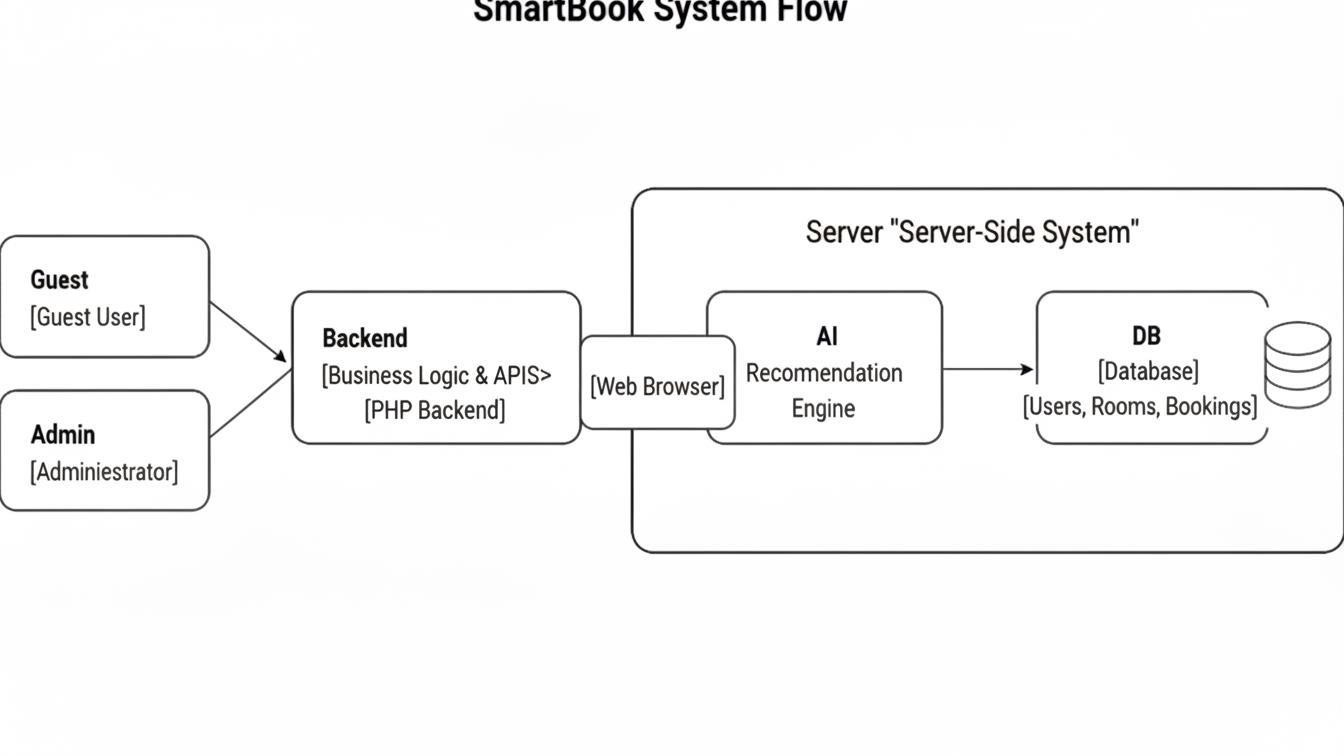 SmartBook System Flow
Server "Server-Side System"
Guest
[Guest User]
Admin
[Adminiestrator]
Backend
[Business Logic & APIS>
[PHP Backend]
[Web Browser]
AI
Recomendation
Engine
DB
[Database]
[Users, Rooms, Bookings]